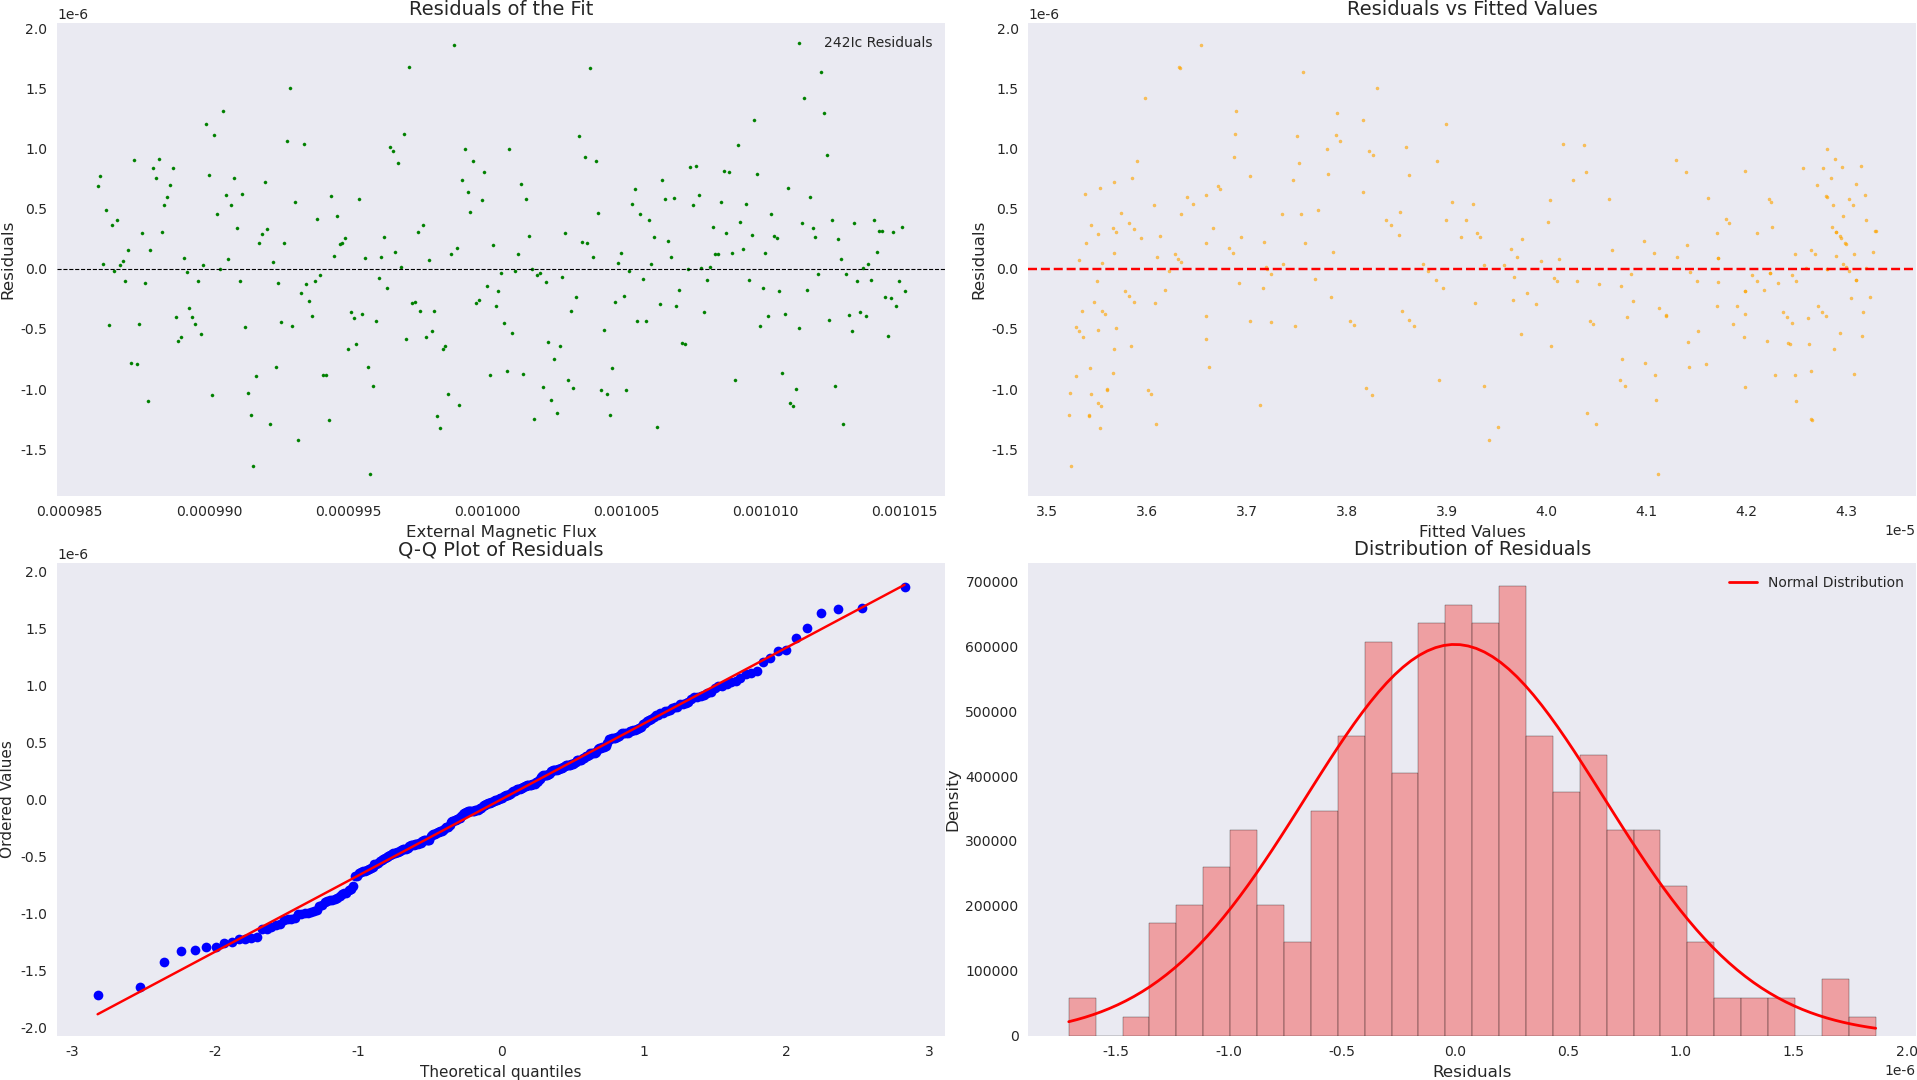 Residuals of the Fit
1e-6
242Ic Residuals
2.0
1.5
1.0
0.5
0.0
-0.5
-1.0
-1.5
Residuals
0.000985 0.000990 0.000995 0.001000 0.001005 0.001010 0.001015
External Magnetic Flux
Residuals vs Fitted Values
1e-6
2.0
1.5
1.0
0.5
0.0
-0.5
-1.0
-1.5
Residuals
3.5 3.6 3.7 3.8 3.9 4.0 4.1 4.2 4.3
1e-5
Fitted Values
Q-Q Plot of Residuals
1e-6
2.0
1.5
1.0
0.5
0.0
-0.5
-1.0
-1.5
-2.0
Ordered Values
-3 -2 -1 0 1 2 3
Theoretical quantiles
Distribution of Residuals
Normal Distribution
700000
600000
500000
400000
300000
200000
100000
0
Density
-1.5 -1.0 -0.5 0.0 0.5 1.0 1.5 2.0
1e-6
Residuals